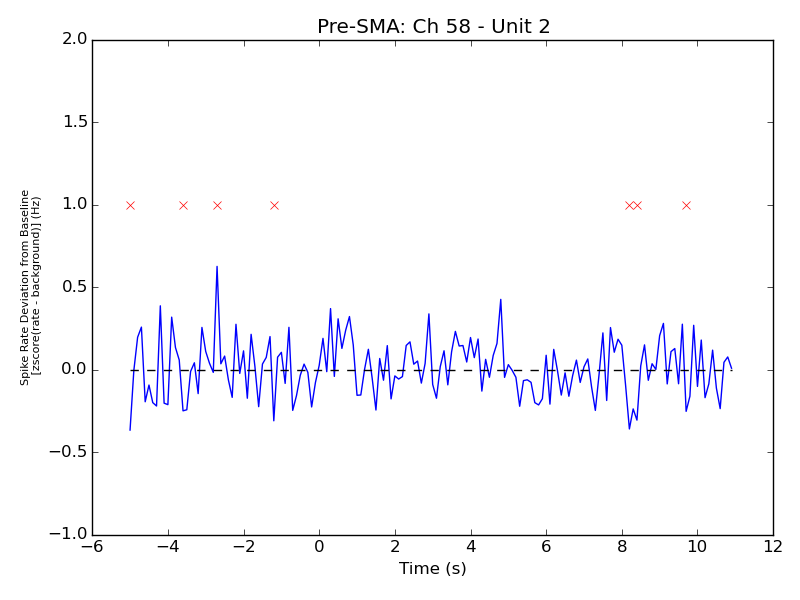 Pre-SMA: Ch 58 - Unit 2
2.0
1.5
1.0
0.5
0.0
−0.5
−1.0
Spike Rate Deviation from Baseline
[zscore(rate - background)] (Hz)
−6 −4 −2 0 2 4 6 8 10 12
Time (s)